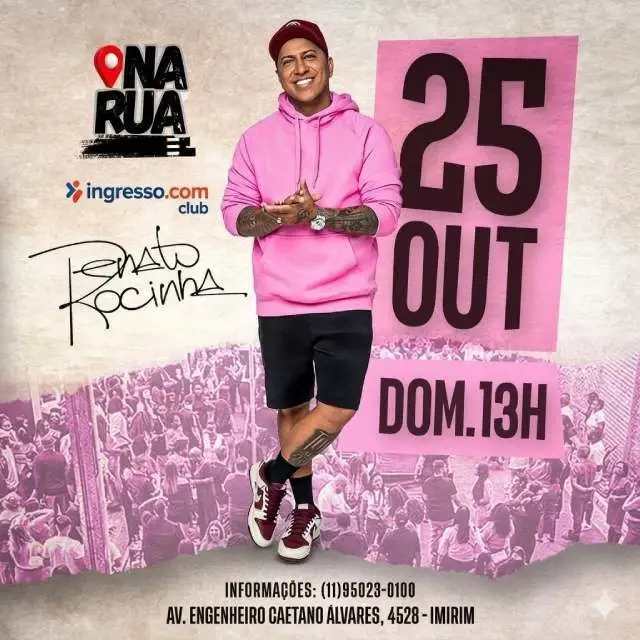 NA
RUA
ingresso.com
club
Renato
Rocinha
25
OUT
DOM.13H
INFORMAÇÕES: (11)95023-0100
AV. ENGENHEIRO CAETANO ÁLVARES, 4528 - IMIRIM